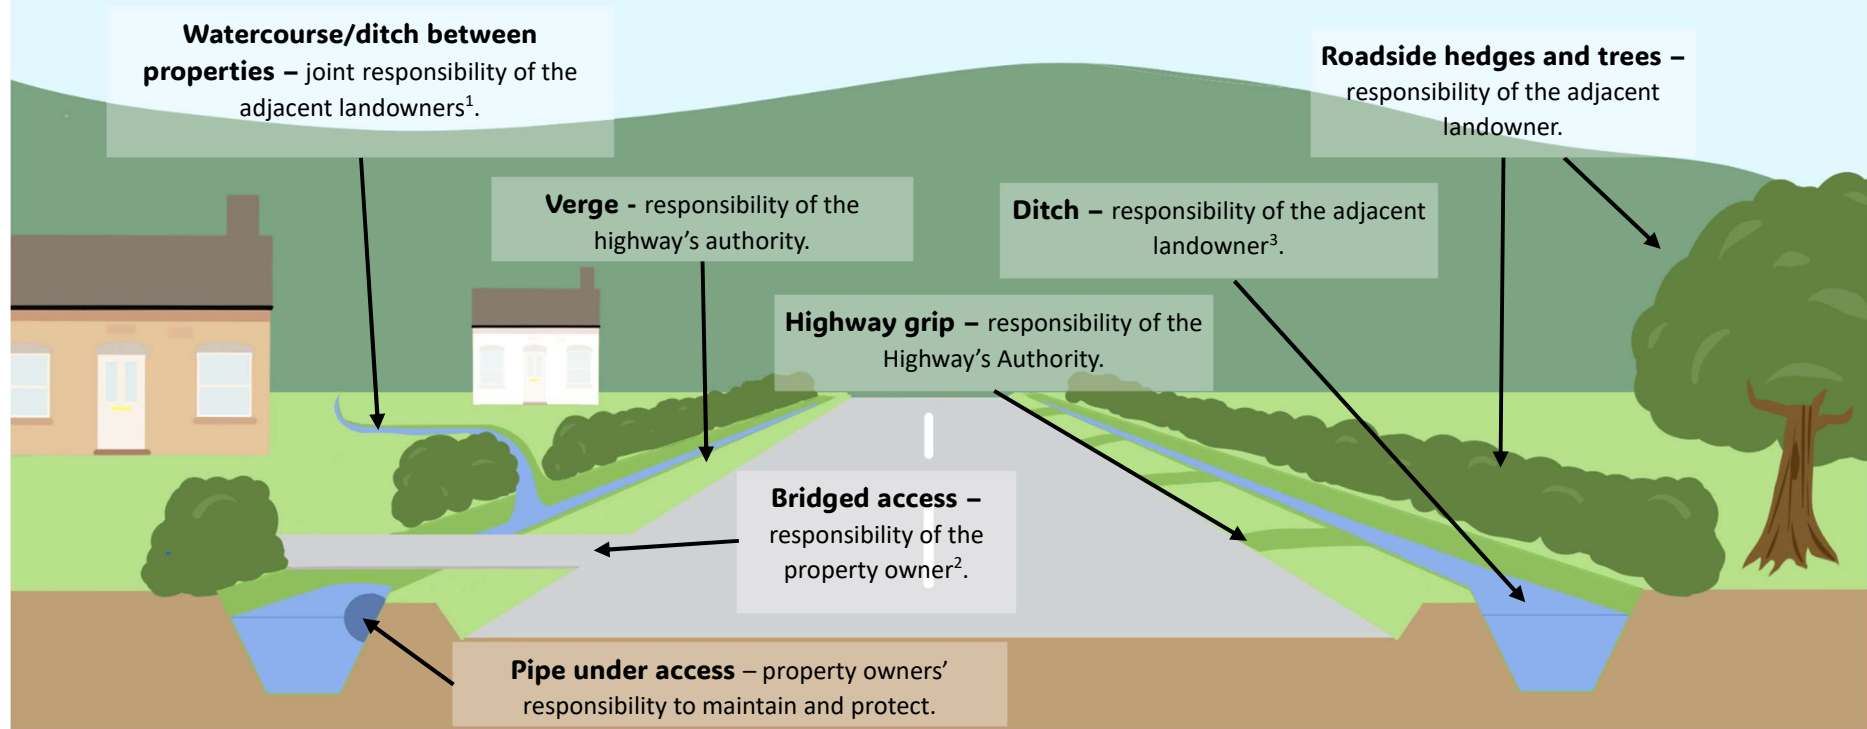 Watercourse/ditch between
properties – joint responsibility of the
adjacent landowners¹.
Roadside hedges and trees –
responsibility of the adjacent
landowner.
Verge - responsibility of the
highway’s authority.
Ditch – responsibility of the adjacent
landowner³.
Highway grip – responsibility of the
Highway’s Authority.
Bridged access –
responsibility of the
property owner².
Pipe under access – property owners’
responsibility to maintain and protect.